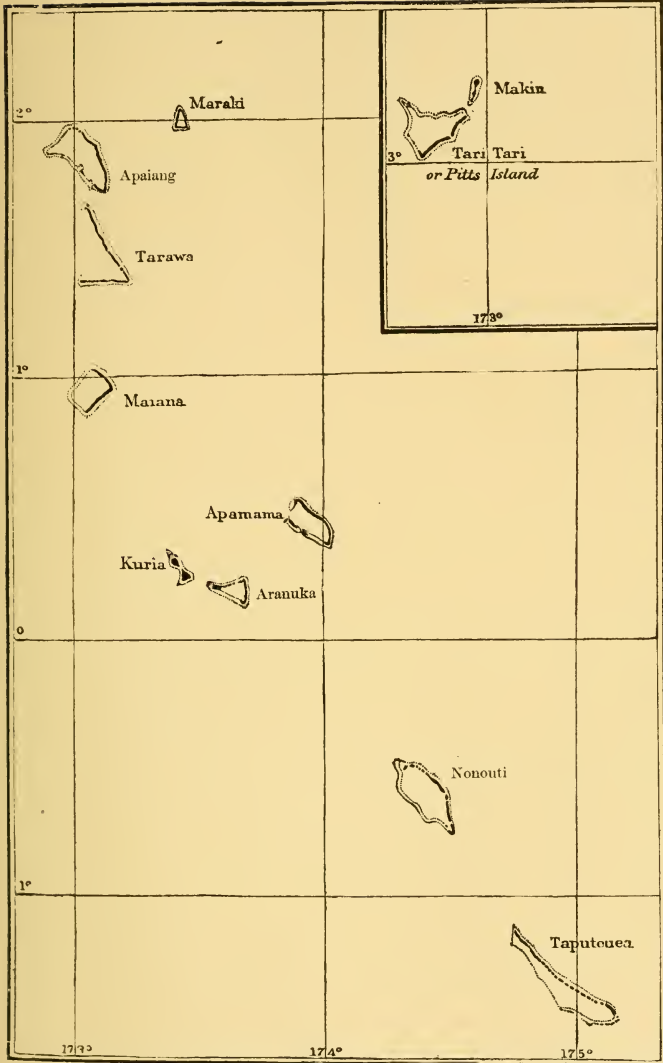 Maraki
2°
Apaiang
Tarawa
Makin
3°
Tari Tari
or Pitts Island
173°
1°
Maiana
Apamama
Kuria
Aranuka
0
Nonouti
1°
Taputouea
173°
174°
175°